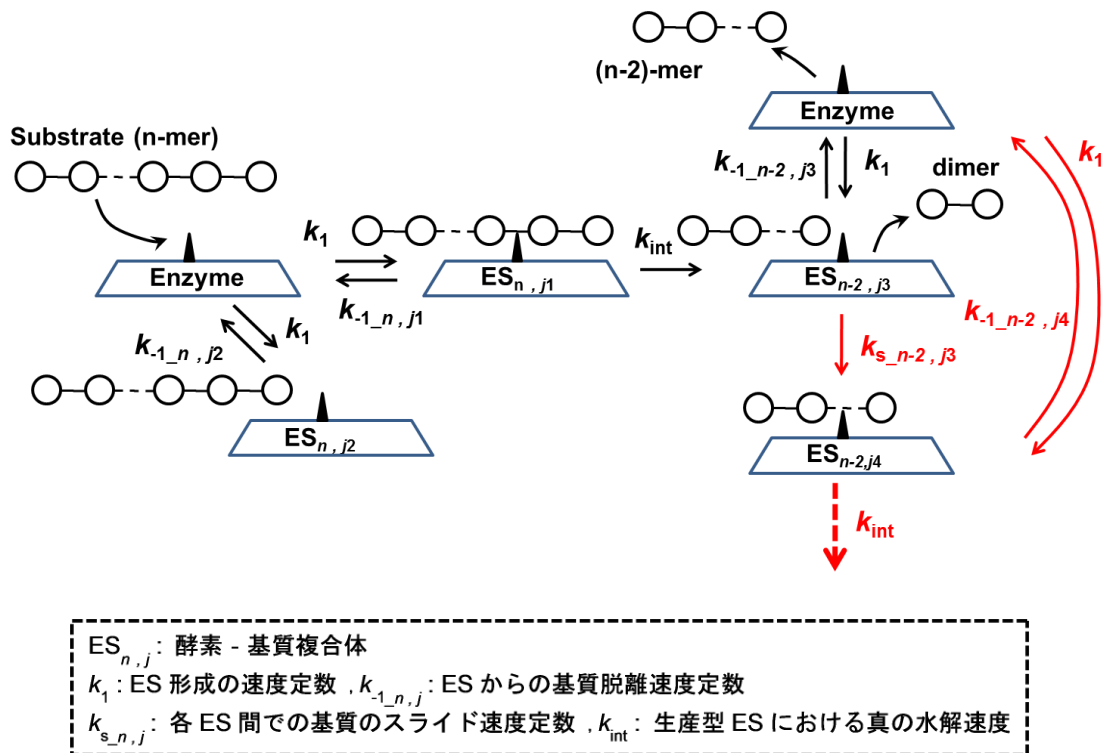 (n-2)-mer
Enzyme
Substrate (n-mer)
k-1_n-2 , j3
k1
k1
dimer
k1
kint
Enzyme
ESn , j1
ESn-2 , j3
k-1_n , j1
k1
k-1_n , j2
k-1_n-2 , j4
ks_n-2 , j3
ESn , j2
ESn-2,j4
kint
ESn , j : 酵素 - 基質複合体
k1 : ES 形成の速度定数 , k-1_n , j : ES からの基質脱離速度定数
ks_n , j : 各 ES 間での基質のスライド速度定数 , kint : 生産型 ES における真の水解速度